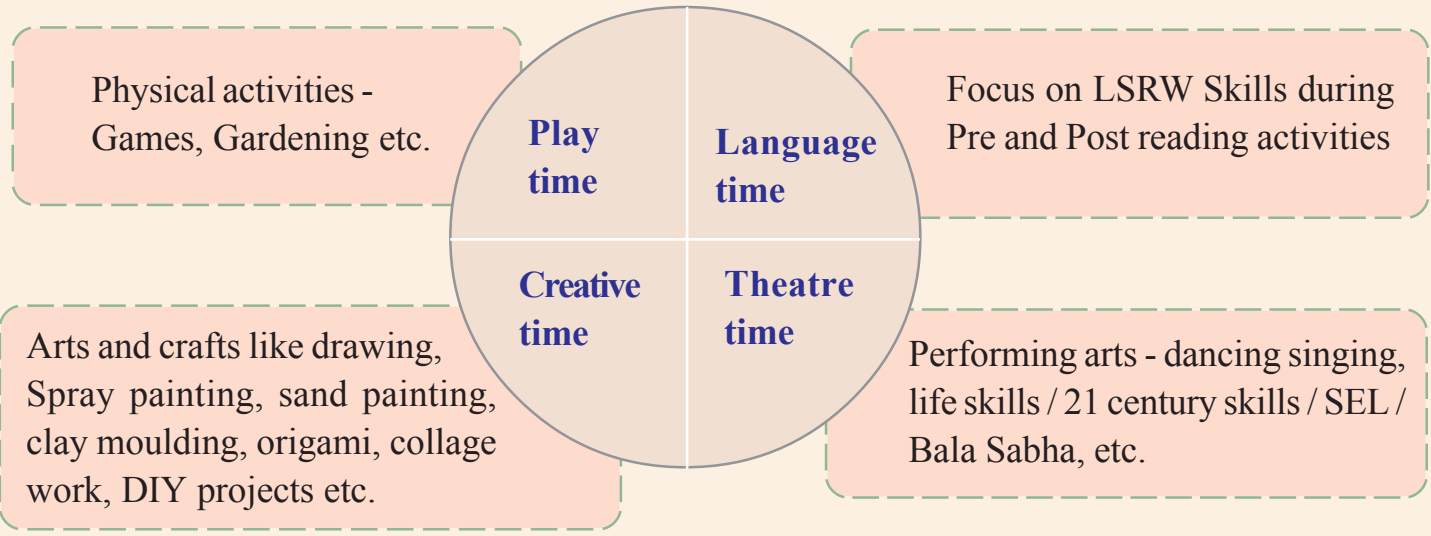 Physical activities -
Games, Gardening etc.
Play
time
Language
time
Focus on LSRW Skills during
Pre and Post reading activities
Arts and crafts like drawing,
Spray painting, sand painting,
clay moulding, origami, collage
work, DIY projects etc.
Creative
time
Theatre
time
Performing arts - dancing singing,
life skills / 21 century skills / SEL /
Bala Sabha, etc.